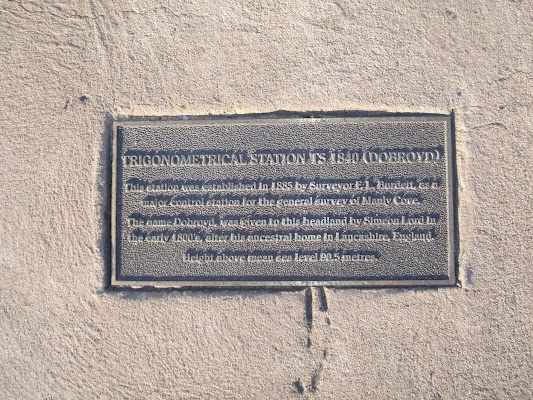 TRIGONOMETRICAL STATION TS 1840 (DOBROYD)
This station was established in 1885 by Surveyor F.L. Burdett, as a
major control station for the general survey of Manly Cove.
The name Dobroyd, was given to this headland by Simeon Lord in
the early 1800's, after his ancestral home in Lancashire, England.
Height above mean sea level 90.5 metres.